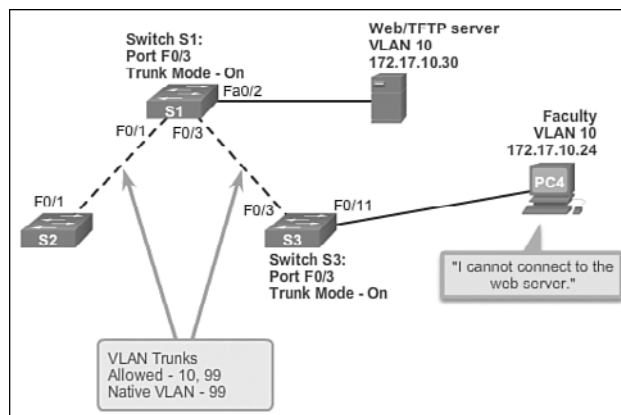 Switch S1:
Port F0/3
Trunk Mode - On
Web/TFTP server
VLAN 10
172.17.10.30
Fa0/2
S1
F0/1
F0/3
Faculty
VLAN 10
172.17.10.24
PC4
F0/1
S2
F0/3
F0/11
S3
Switch S3:
Port F0/3
Trunk Mode - On
"I cannot connect to the
web server."
VLAN Trunks
Allowed - 10, 99
Native VLAN - 99